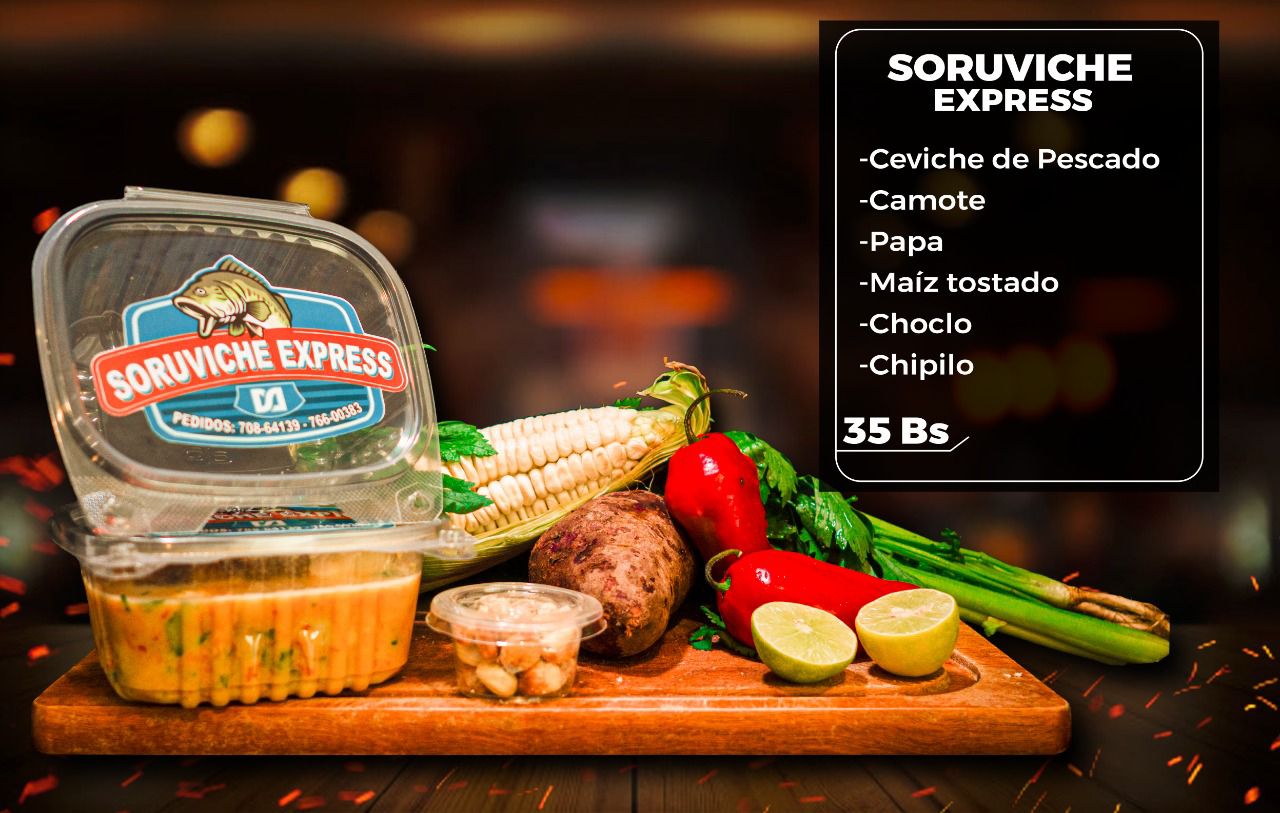 SORUVICHE
EXPRESS
-Ceviche de Pescado
-Camote
-Papa
-Maíz tostado
-Choclo
-Chipilo
35 Bs
SORUVICHE EXPRESS
PEDIDOS: 708-64139 - 766-00383